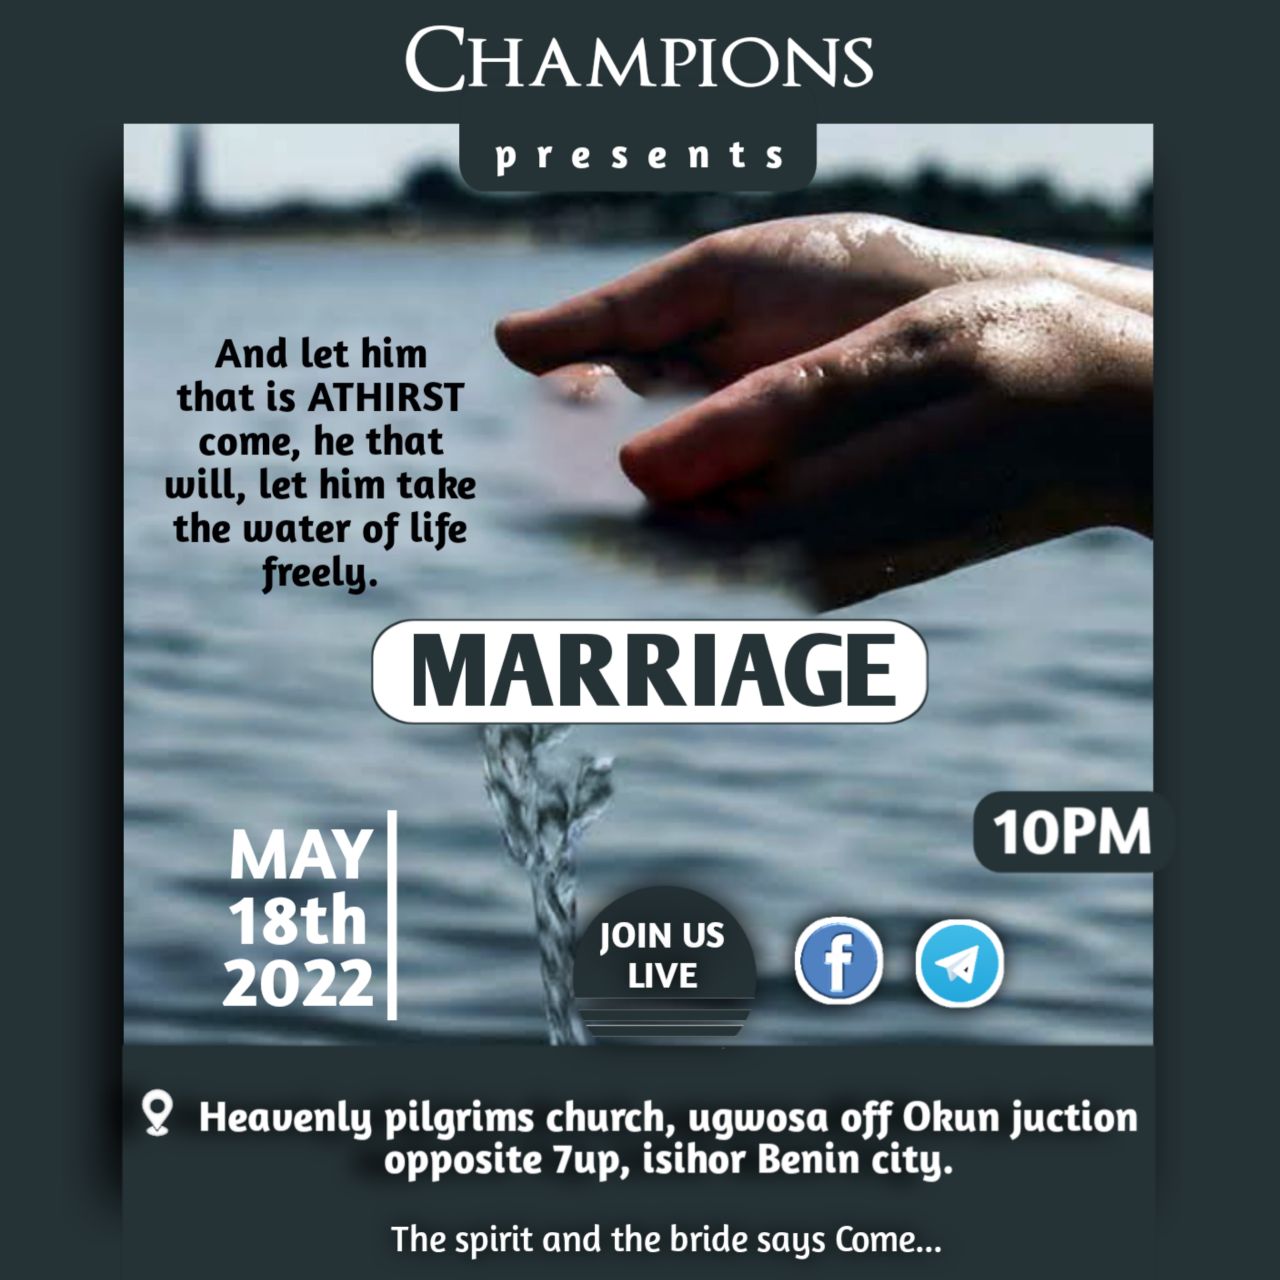 CHAMPIONS
presents
And let him
that is ATHIRST
come, he that
will, let him take
the water of life
freely.
MARRIAGE
10PM
MAY
18th
2022
JOIN US
LIVE
Heavenly pilgrims church, ugwosa off Okun juction
opposite 7up, isihor Benin city.
The spirit and the bride says Come...